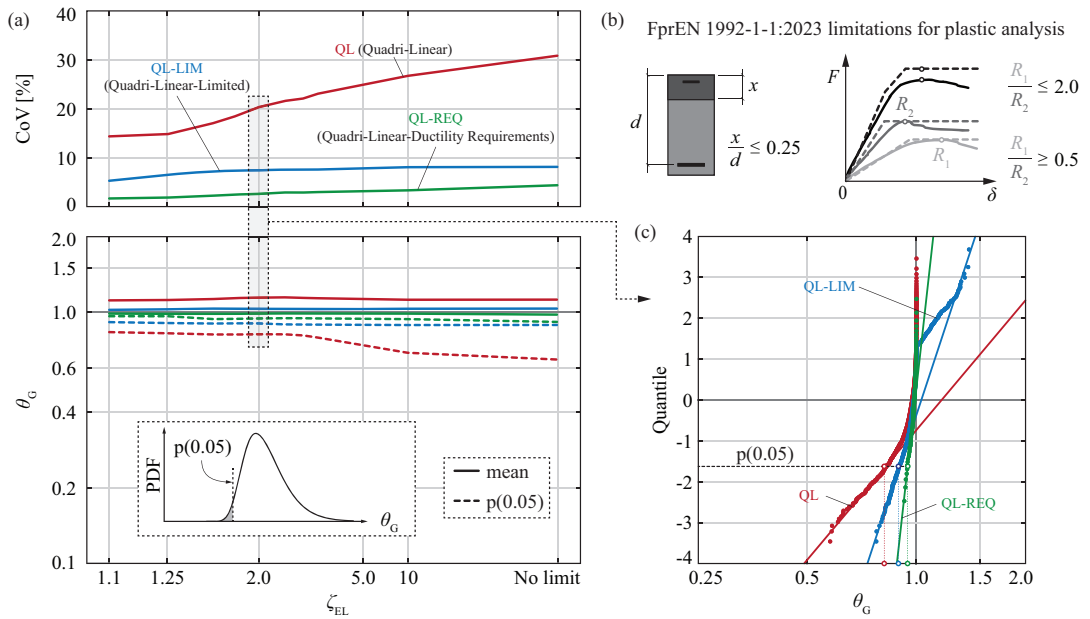 (a)
40
30
20
10
0
CoV [%]
QL (Quadri-Linear)
QL-LIM
(Quadri-Linear-Limited)
QL-REQ
(Quadri-Linear-Ductility Requirements)
2.0
1.5
1.0
0.6
0.4
0.2
0.1
θG
p(0.05)
PDF
θG
mean
p(0.05)
1.1 1.25 2.0 5.0 10 No limit
ζEL
(b) FprEN 1992-1-1:2023 limitations for plastic analysis
d
x
x/d ≤ 0.25
F
R2
R1
0
δ
R1/R2 ≤ 2.0
R1/R2 ≥ 0.5
(c)
4
3
2
1
0
-1
-2
-3
-4
Quantile
QL-LIM
p(0.05)
QL
QL-REQ
0.25 0.5 1.0 1.5 2.0
θG